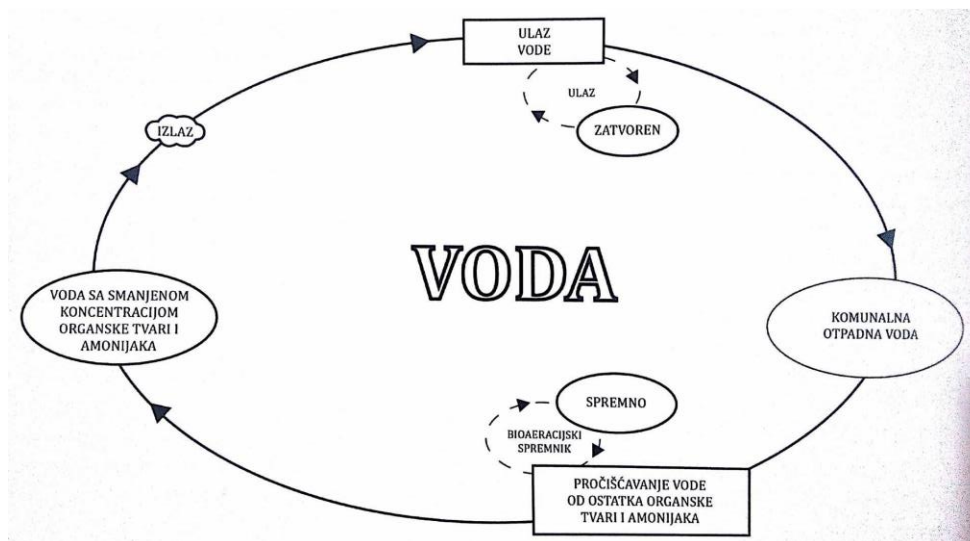 ULAZ
VODE
ULAZ
ZATVOREN
IZLAZ
VODA
VODA SA SMANJENOM
KONCENTRACIJOM
ORGANSKE TVARI I
AMONIJAKA
KOMUNALNA
OTPADNA VODA
SPREMNO
BIOAERACIJSKI
SPREMNIK
PROČIŠĆAVANJE VODE
OD OSTATKA ORGANSKE
TVARI I AMONIJAKA